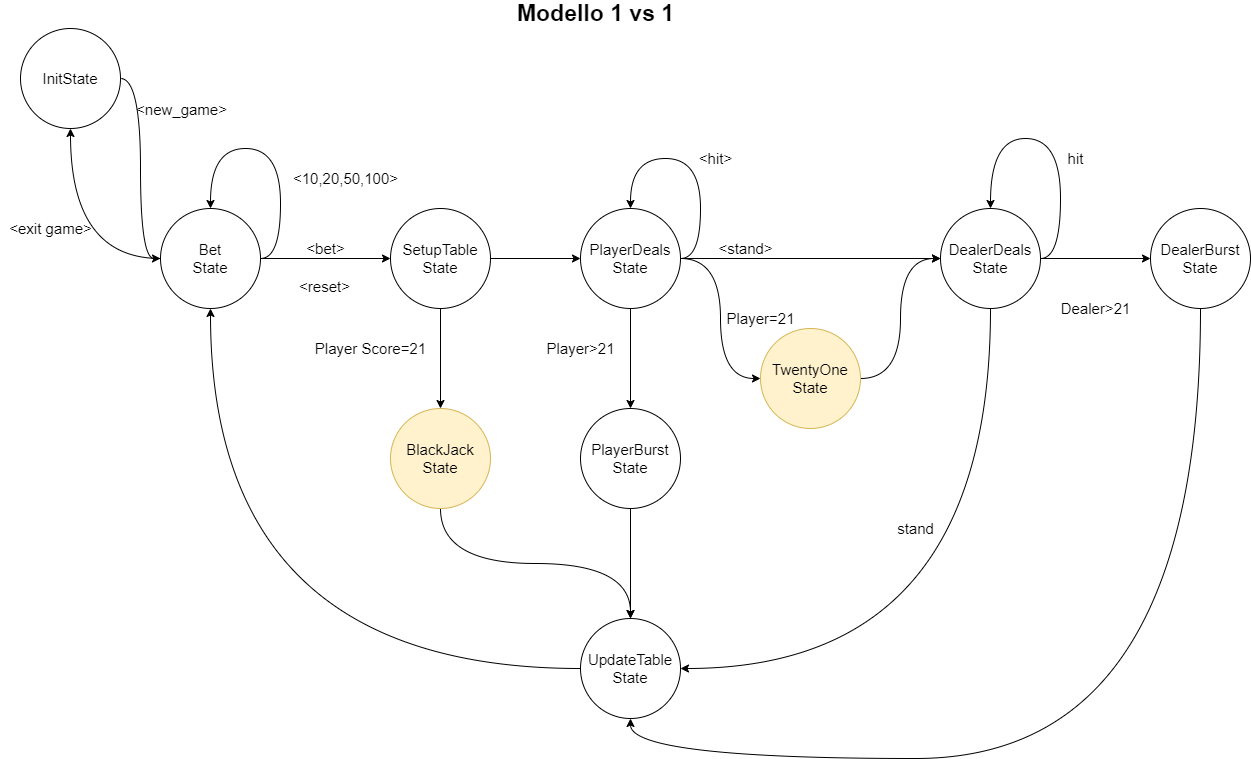 Modello 1 vs 1
InitState
<new_game>
<10,20,50,100>
<hit>
hit
<exit game>
Bet
State
<bet>
<reset>
SetupTable
State
PlayerDeals
State
<stand>
DealerDeals
State
DealerBurst
State
Dealer>21
Player=21
Player Score=21
Player>21
TwentyOne
State
BlackJack
State
PlayerBurst
State
stand
UpdateTable
State